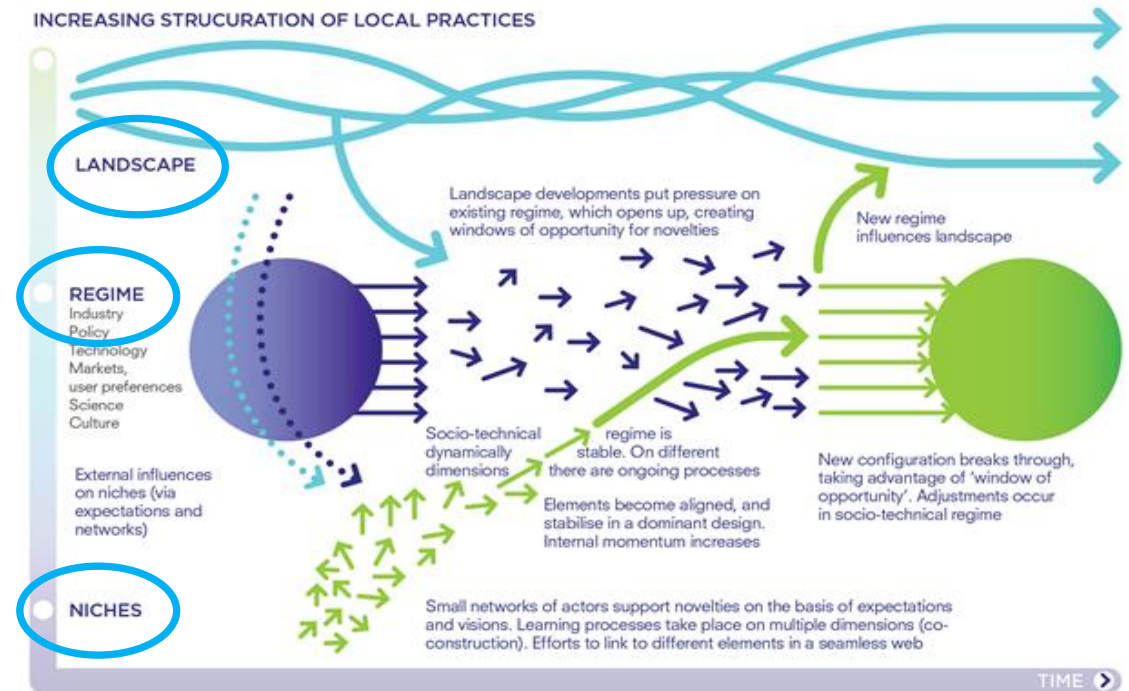 INCREASING STRUCURATION OF LOCAL PRACTICES
LANDSCAPE
Landscape developments put pressure on
existing regime, which opens up, creating
windows of opportunity for novelties
New regime
influences landscape
REGIME
Industry
Policy
Technology
Markets,
user preferences
Science
Culture
Socio-technical regime is
dynamically stable. On different
dimensions there are ongoing processes
External influences
on niches (via
expectations and
networks)
Elements become aligned, and
stabilise in a dominant design.
Internal momentum increases
New configuration breaks through,
taking advantage of 'window of
opportunity'. Adjustments occur
in socio-technical regime
NICHES
Small networks of actors support novelties on the basis of expectations
and visions. Learning processes take place on multiple dimensions (co-
construction). Efforts to link to different elements in a seamless web
TIME